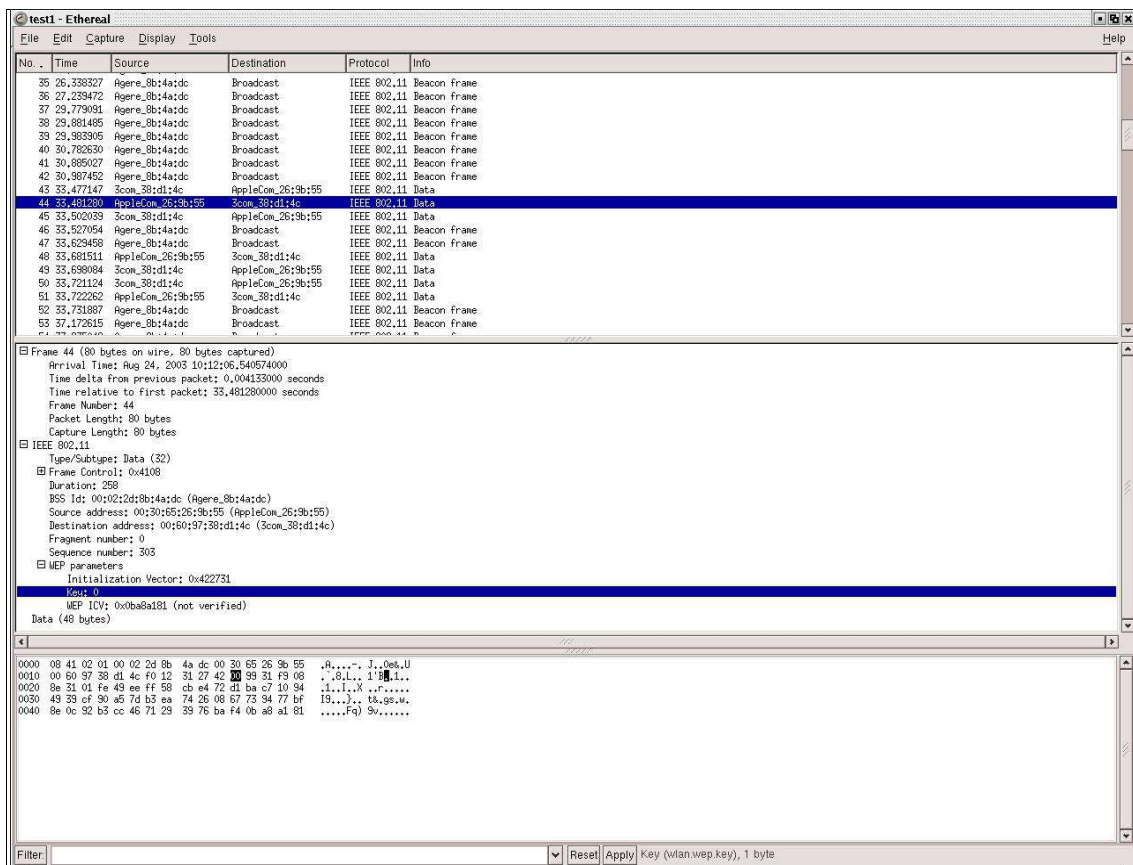 test1 - Ethereal
File Edit Capture Display Tools Help
No. . Time Source Destination Protocol Info
35 26.338327 Agere_8b:4a:dc Broadcast IEEE 802.11 Beacon frame
36 27.239472 Agere_8b:4a:dc Broadcast IEEE 802.11 Beacon frame
37 29.779091 Agere_8b:4a:dc Broadcast IEEE 802.11 Beacon frame
38 29.881485 Agere_8b:4a:dc Broadcast IEEE 802.11 Beacon frame
39 29.983905 Agere_8b:4a:dc Broadcast IEEE 802.11 Beacon frame
40 30.782630 Agere_8b:4a:dc Broadcast IEEE 802.11 Beacon frame
41 30.885027 Agere_8b:4a:dc Broadcast IEEE 802.11 Beacon frame
42 30.987452 Agere_8b:4a:dc Broadcast IEEE 802.11 Beacon frame
43 33.477147 3com_38:d1:4c AppleCom_26:9b:55 IEEE 802.11 Data
44 33.481280 AppleCom_26:9b:55 3com_38:d1:4c IEEE 802.11 Data
45 33.502039 3com_38:d1:4c AppleCom_26:9b:55 IEEE 802.11 Data
46 33.527054 Agere_8b:4a:dc Broadcast IEEE 802.11 Beacon frame
47 33.629458 Agere_8b:4a:dc Broadcast IEEE 802.11 Beacon frame
48 33.681511 AppleCom_26:9b:55 3com_38:d1:4c IEEE 802.11 Data
49 33.698084 3com_38:d1:4c AppleCom_26:9b:55 IEEE 802.11 Data
50 33.721124 3com_38:d1:4c AppleCom_26:9b:55 IEEE 802.11 Data
51 33.722262 AppleCom_26:9b:55 3com_38:d1:4c IEEE 802.11 Data
52 33.731887 Agere_8b:4a:dc Broadcast IEEE 802.11 Beacon frame
53 37.172615 Agere_8b:4a:dc Broadcast IEEE 802.11 Beacon frame
Frame 44 (80 bytes on wire, 80 bytes captured)
Arrival Time: Aug 24, 2003 10:12:06.540574000
Time delta from previous packet: 0.004133000 seconds
Time relative to first packet: 33.481280000 seconds
Frame Number: 44
Packet Length: 80 bytes
Capture Length: 80 bytes
IEEE 802.11
Type/Subtype: Data (32)
Frame Control: 0x4108
Duration: 258
BSS Id: 00:02:2d:8b:4a:dc (Agere_8b:4a:dc)
Source address: 00:30:65:26:9b:55 (AppleCom_26:9b:55)
Destination address: 00:60:97:38:d1:4c (3com_38:d1:4c)
Fragment number: 0
Sequence number: 303
WEP parameters
Initialization Vector: 0x422731
Key: 0
WEP ICV: 0x0ba8a181 (not verified)
Data (48 bytes)
0000 08 41 02 01 00 02 2d 8b 4a dc 00 30 65 26 9b 55 .A....-. J..0e&.U
0010 00 60 97 38 d1 4c f0 12 31 27 42 00 99 31 f9 08 .`.8.L.. 1'B..1..
0020 8e 31 01 fe 49 ee ff 58 cb e4 72 d1 ba c7 10 94 .1..I..X ..r.....
0030 49 39 cf 90 a5 7d b3 ea 74 26 08 67 73 94 77 bf I9...}.. t&.gs.w.
0040 8e 0c 92 b3 cc 46 71 29 39 76 ba f4 0b a8 a1 81 .....Fq) 9v......
Filter: Reset Apply Key (wlan.wep.key), 1 byte